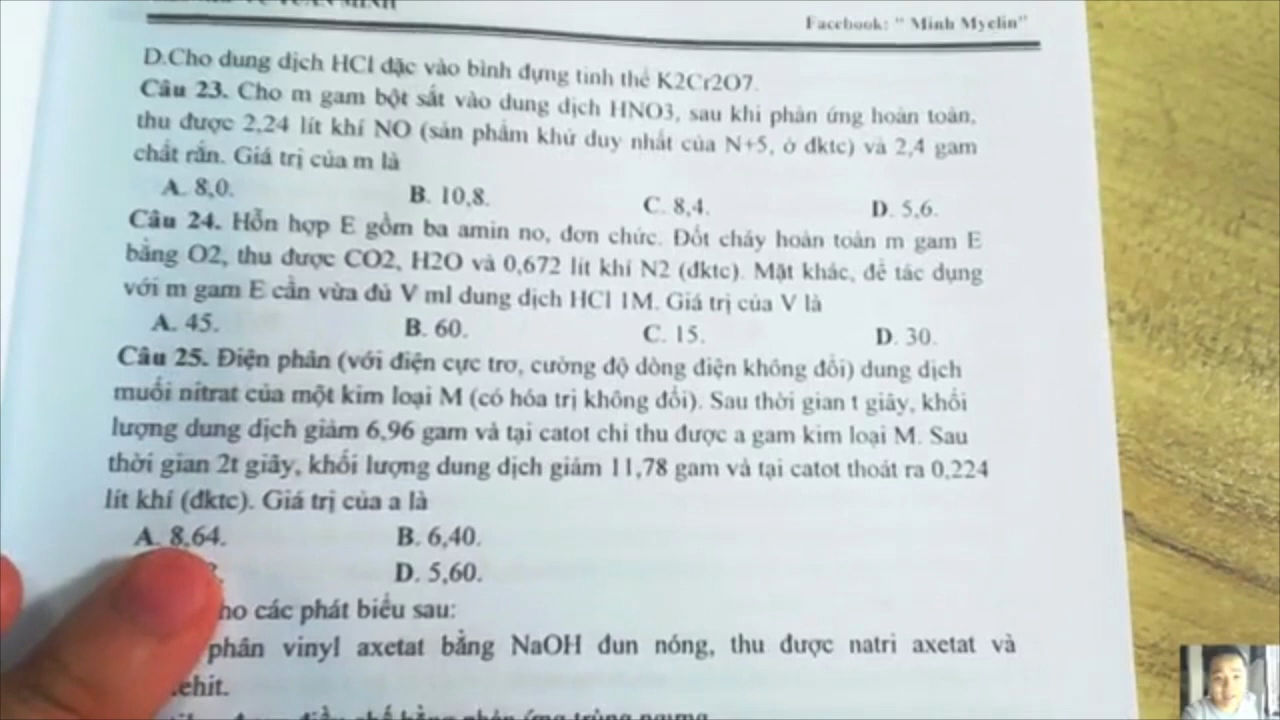 Facebook: " Minh Myelin"
D.Cho dung dịch HCl đặc vào bình đựng tinh thể K2Cr2O7.
Câu 23. Cho m gam bột sắt vào dung dịch HNO3, sau khi phản ứng hoàn toàn,
thu được 2,24 lít khí NO (sản phẩm khử duy nhất của N+5, ở đktc) và 2,4 gam
chất rắn. Giá trị của m là
A. 8,0. B. 10,8. C. 8,4. D. 5,6.
Câu 24. Hỗn hợp E gồm ba amin no, đơn chức. Đốt cháy hoàn toàn m gam E
bằng O2, thu được CO2, H2O và 0,672 lít khí N2 (đktc). Mặt khác, để tác dụng
với m gam E cần vừa đủ V ml dung dịch HCl 1M. Giá trị của V là
A. 45. B. 60. C. 15. D. 30.
Câu 25. Điện phân (với điện cực trơ, cường độ dòng điện không đổi) dung dịch
muối nitrat của một kim loại M (có hóa trị không đổi). Sau thời gian t giây, khối
lượng dung dịch giảm 6,96 gam và tại catot chỉ thu được a gam kim loại M. Sau
thời gian 2t giây, khối lượng dung dịch giảm 11,78 gam và tại catot thoát ra 0,224
lít khí (đktc). Giá trị của a là
A. 8,64. B. 6,40.
D. 5,60.
ho các phát biểu sau:
phân vinyl axetat bằng NaOH đun nóng, thu được natri axetat và
ehit.